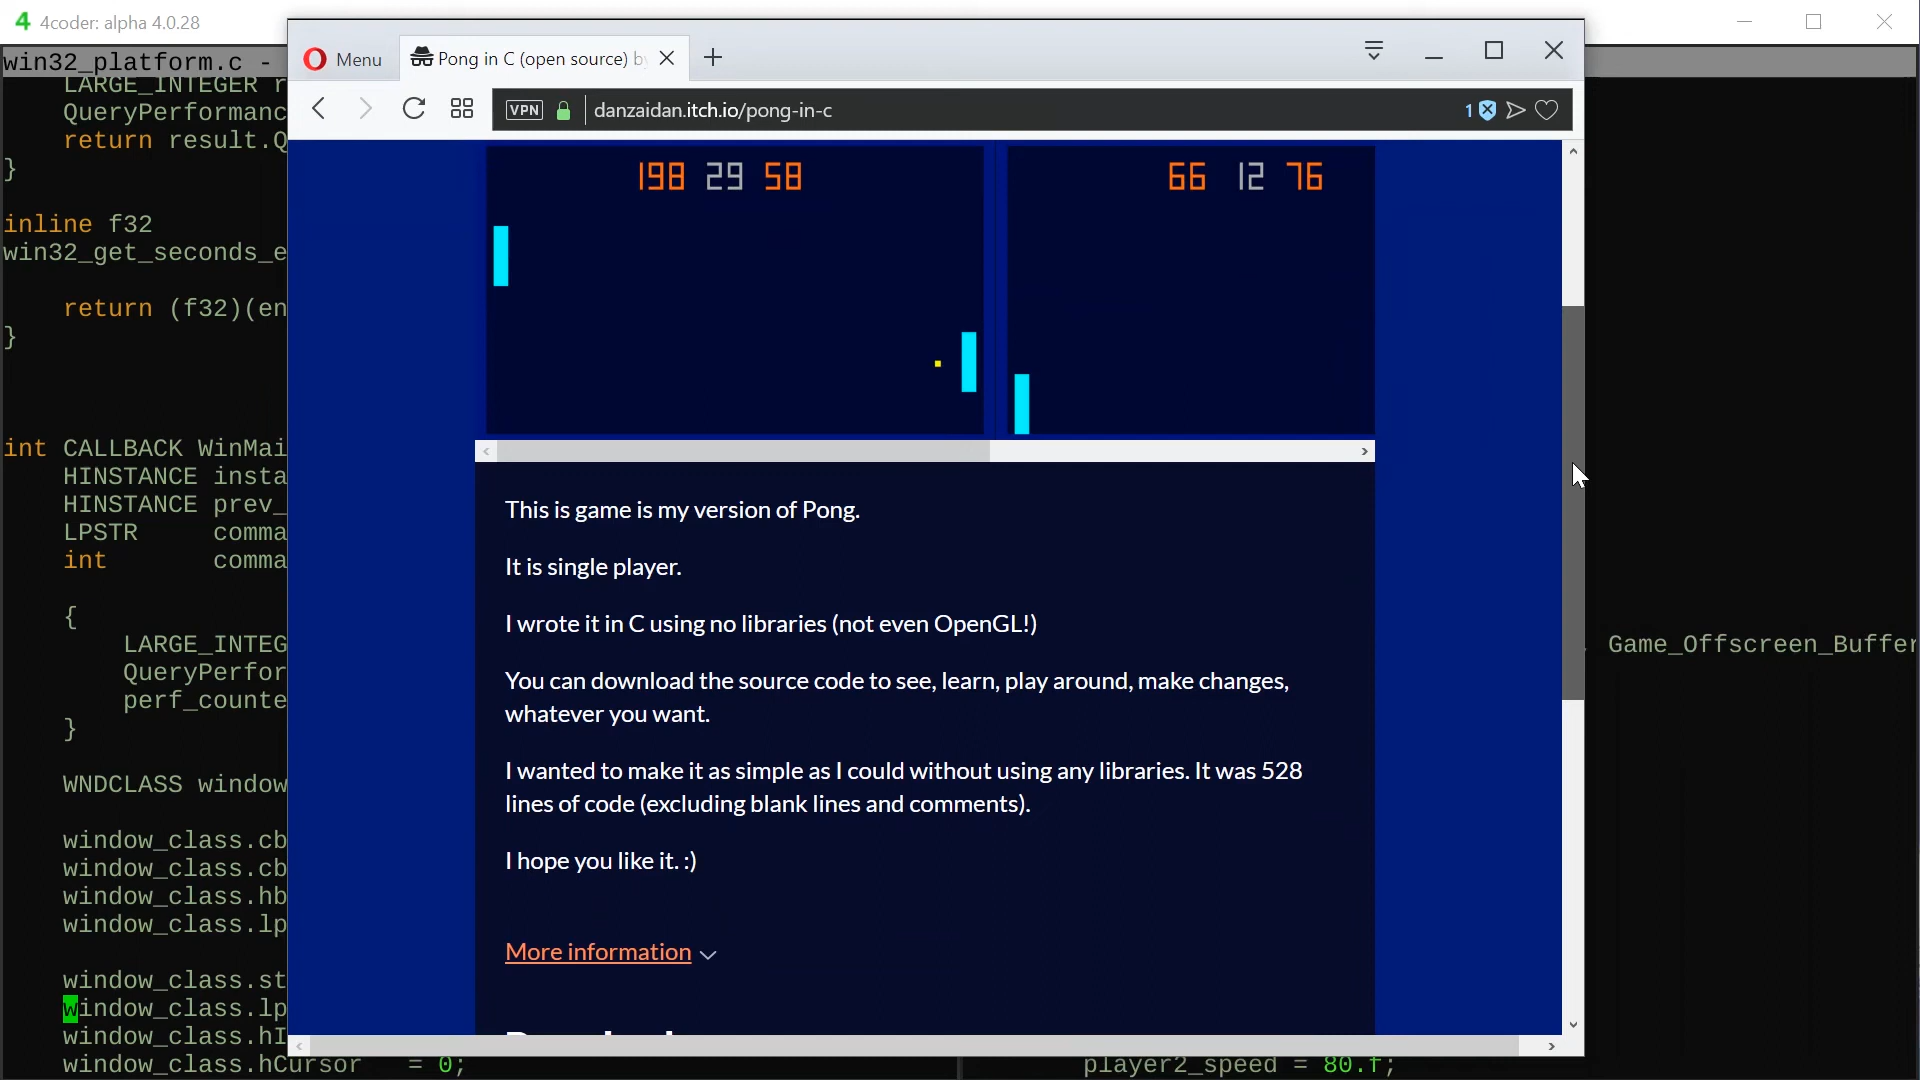 4 4coder: alpha 4.0.28
win32_platform.c -
LARGE_INTEGER r
QueryPerformanc
return result.Q
}
inline f32
win32_get_seconds_e
return (f32)(en
}
int CALLBACK WinMai
HINSTANCE insta
HINSTANCE prev_
LPSTR comma
int comma
{
LARGE_INTEG
QueryPerfor
perf_counte
}
WNDCLASS window
window_class.cb
window_class.cb
window_class.hb
window_class.lp
window_class.st
window_class.lp
window_class.hI
window_class.hCursor = 0;
Menu
Pong in C (open source) by
VPN
danzaidan.itch.io/pong-in-c
1
198 29 58
66 12 76
This is game is my version of Pong.
It is single player.
I wrote it in C using no libraries (not even OpenGL!)
You can download the source code to see, learn, play around, make changes,
whatever you want.
I wanted to make it as simple as I could without using any libraries. It was 528
lines of code (excluding blank lines and comments).
I hope you like it. :)
More information
Game_Offscreen_Buffer
player2_speed = 80.f;